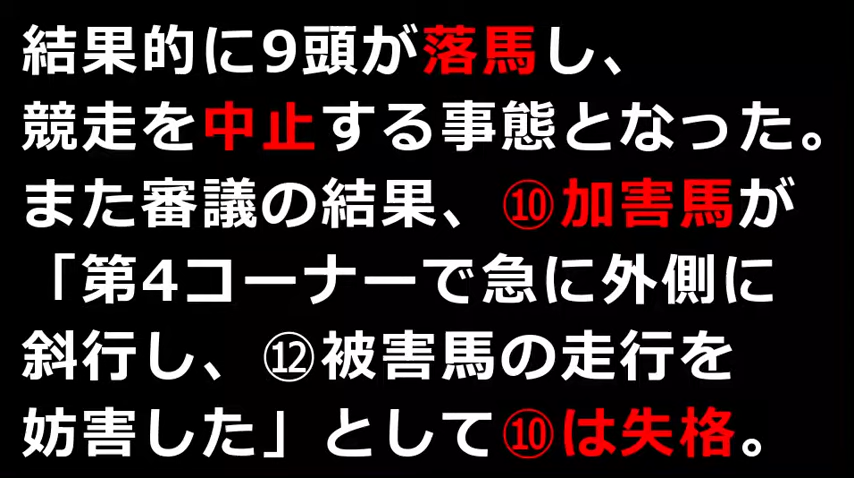 結果的に9頭が落馬し、
競走を中止する事態となった。
また審議の結果、⑩加害馬が
「第4コーナーで急に外側に
斜行し、⑫被害馬の走行を
妨害した」として⑩は失格。